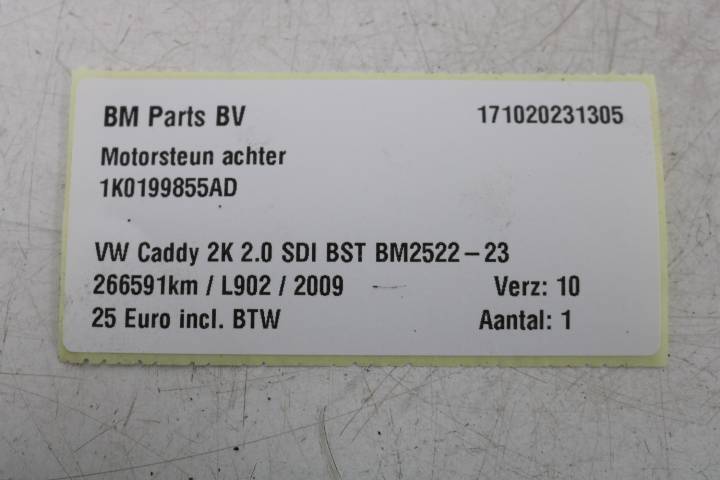 BM Parts BV 171020231305
Motorsteun achter
1K0199855AD
VW Caddy 2K 2.0 SDI BST BM2522-23
266591km / L902 / 2009 Verz: 10
25 Euro incl. BTW Aantal: 1